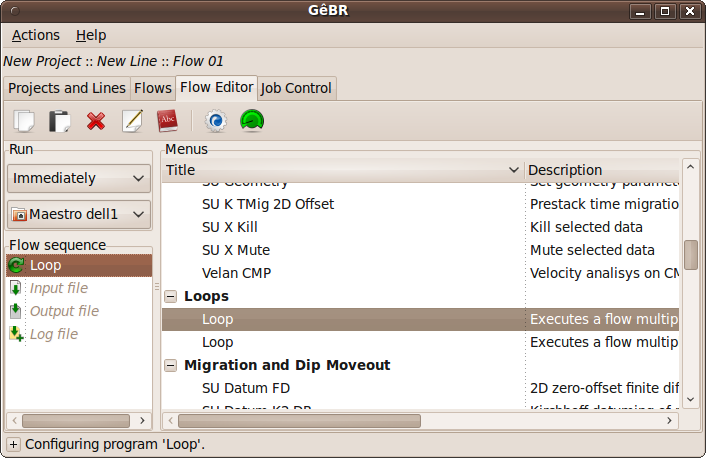 GêBR
Actions Help
New Project :: New Line :: Flow 01
Projects and Lines Flows Flow Editor Job Control
Abc
Run
Immediately
Maestro dell1
Flow sequence
Loop
Input file
Output file
Log file
Menus
Title Description
SU Geometry Set geometry paramete
SU K TMig 2D Offset Prestack time migratio
SU X Kill Kill selected data
SU X Mute Mute selected data
Velan CMP Velocity analisys on CM
Loops
Loop Executes a flow multip
Loop Executes a flow multip
Migration and Dip Moveout
SU Datum FD 2D zero-offset finite dif
SU Datum K2 DR Kirchhoff datuming of
Configuring program 'Loop'.